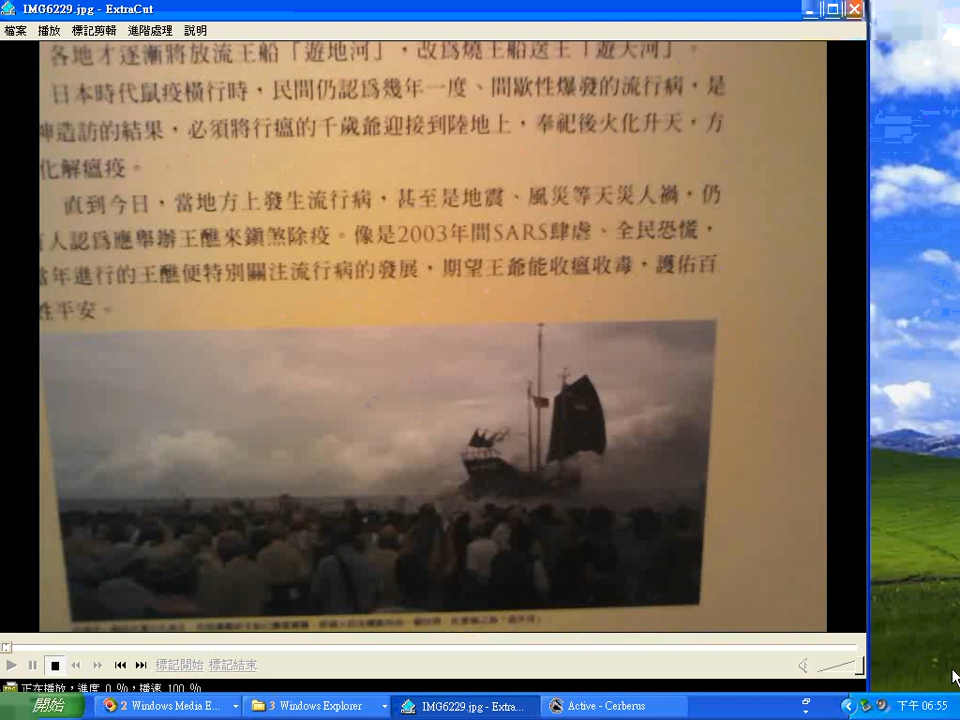 IMG6229.jpg - ExtraCut
檔案 播放 標記剪輯 進階處理 說明
各地才逐漸將放流王船「遊地河」，改爲燒王船送王「遊天河」。
日本時代鼠疫橫行時，民間仍認爲幾年一度、間歇性爆發的流行病，是
神造訪的結果，必須將行瘟的千歲爺迎接到陸地上，奉祀後火化升天，方
化解瘟疫。
直到今日，當地方上發生流行病，甚至是地震、風災等天災人禍，仍
人認爲應舉辦王醮來鎮煞除疫。像是2003年間SARS肆虐、全民恐慌，
當年進行的王醮便特別關注流行病的發展，期望王爺能收瘟收毒，護佑百
姓平安。
標記開始 標記結束
正在播放，進度 0 %，播速 100 %
開始 2 Windows Media E... 3 Windows Explorer IMG6229.jpg - Extra... Active - Cerberus 下午 06:55